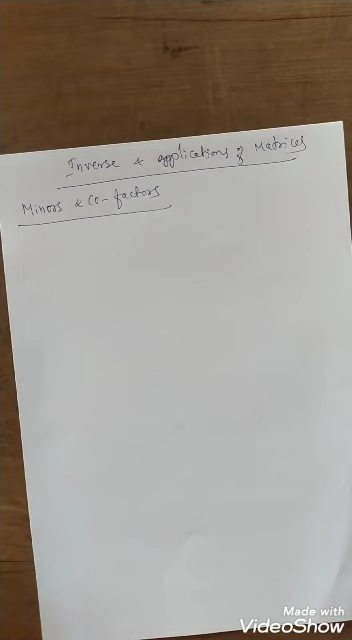 Inverse & applications of Matrices
Minors & Co-factors
Made with
VideoShow